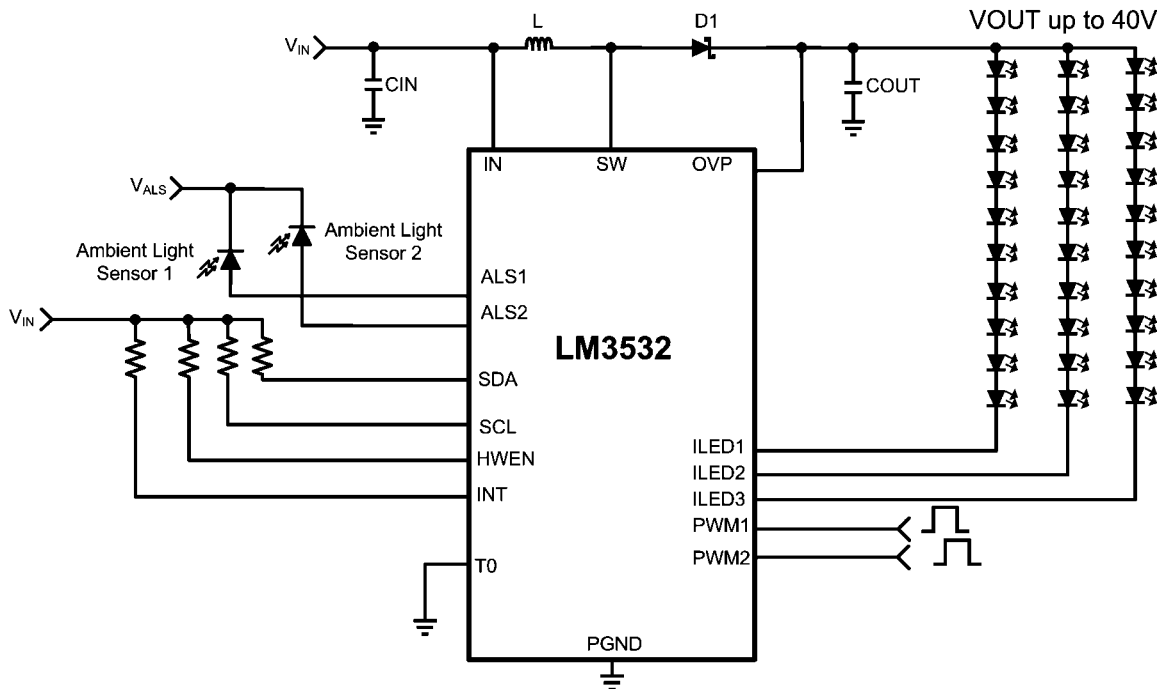 VOUT up to 40V
L
D1
VIN
CIN
COUT
IN
SW
OVP
VALS
Ambient Light
Sensor 1
Ambient Light
Sensor 2
ALS1
ALS2
VIN
LM3532
SDA
SCL
HWEN
INT
T0
ILED1
ILED2
ILED3
PWM1
PWM2
PGND